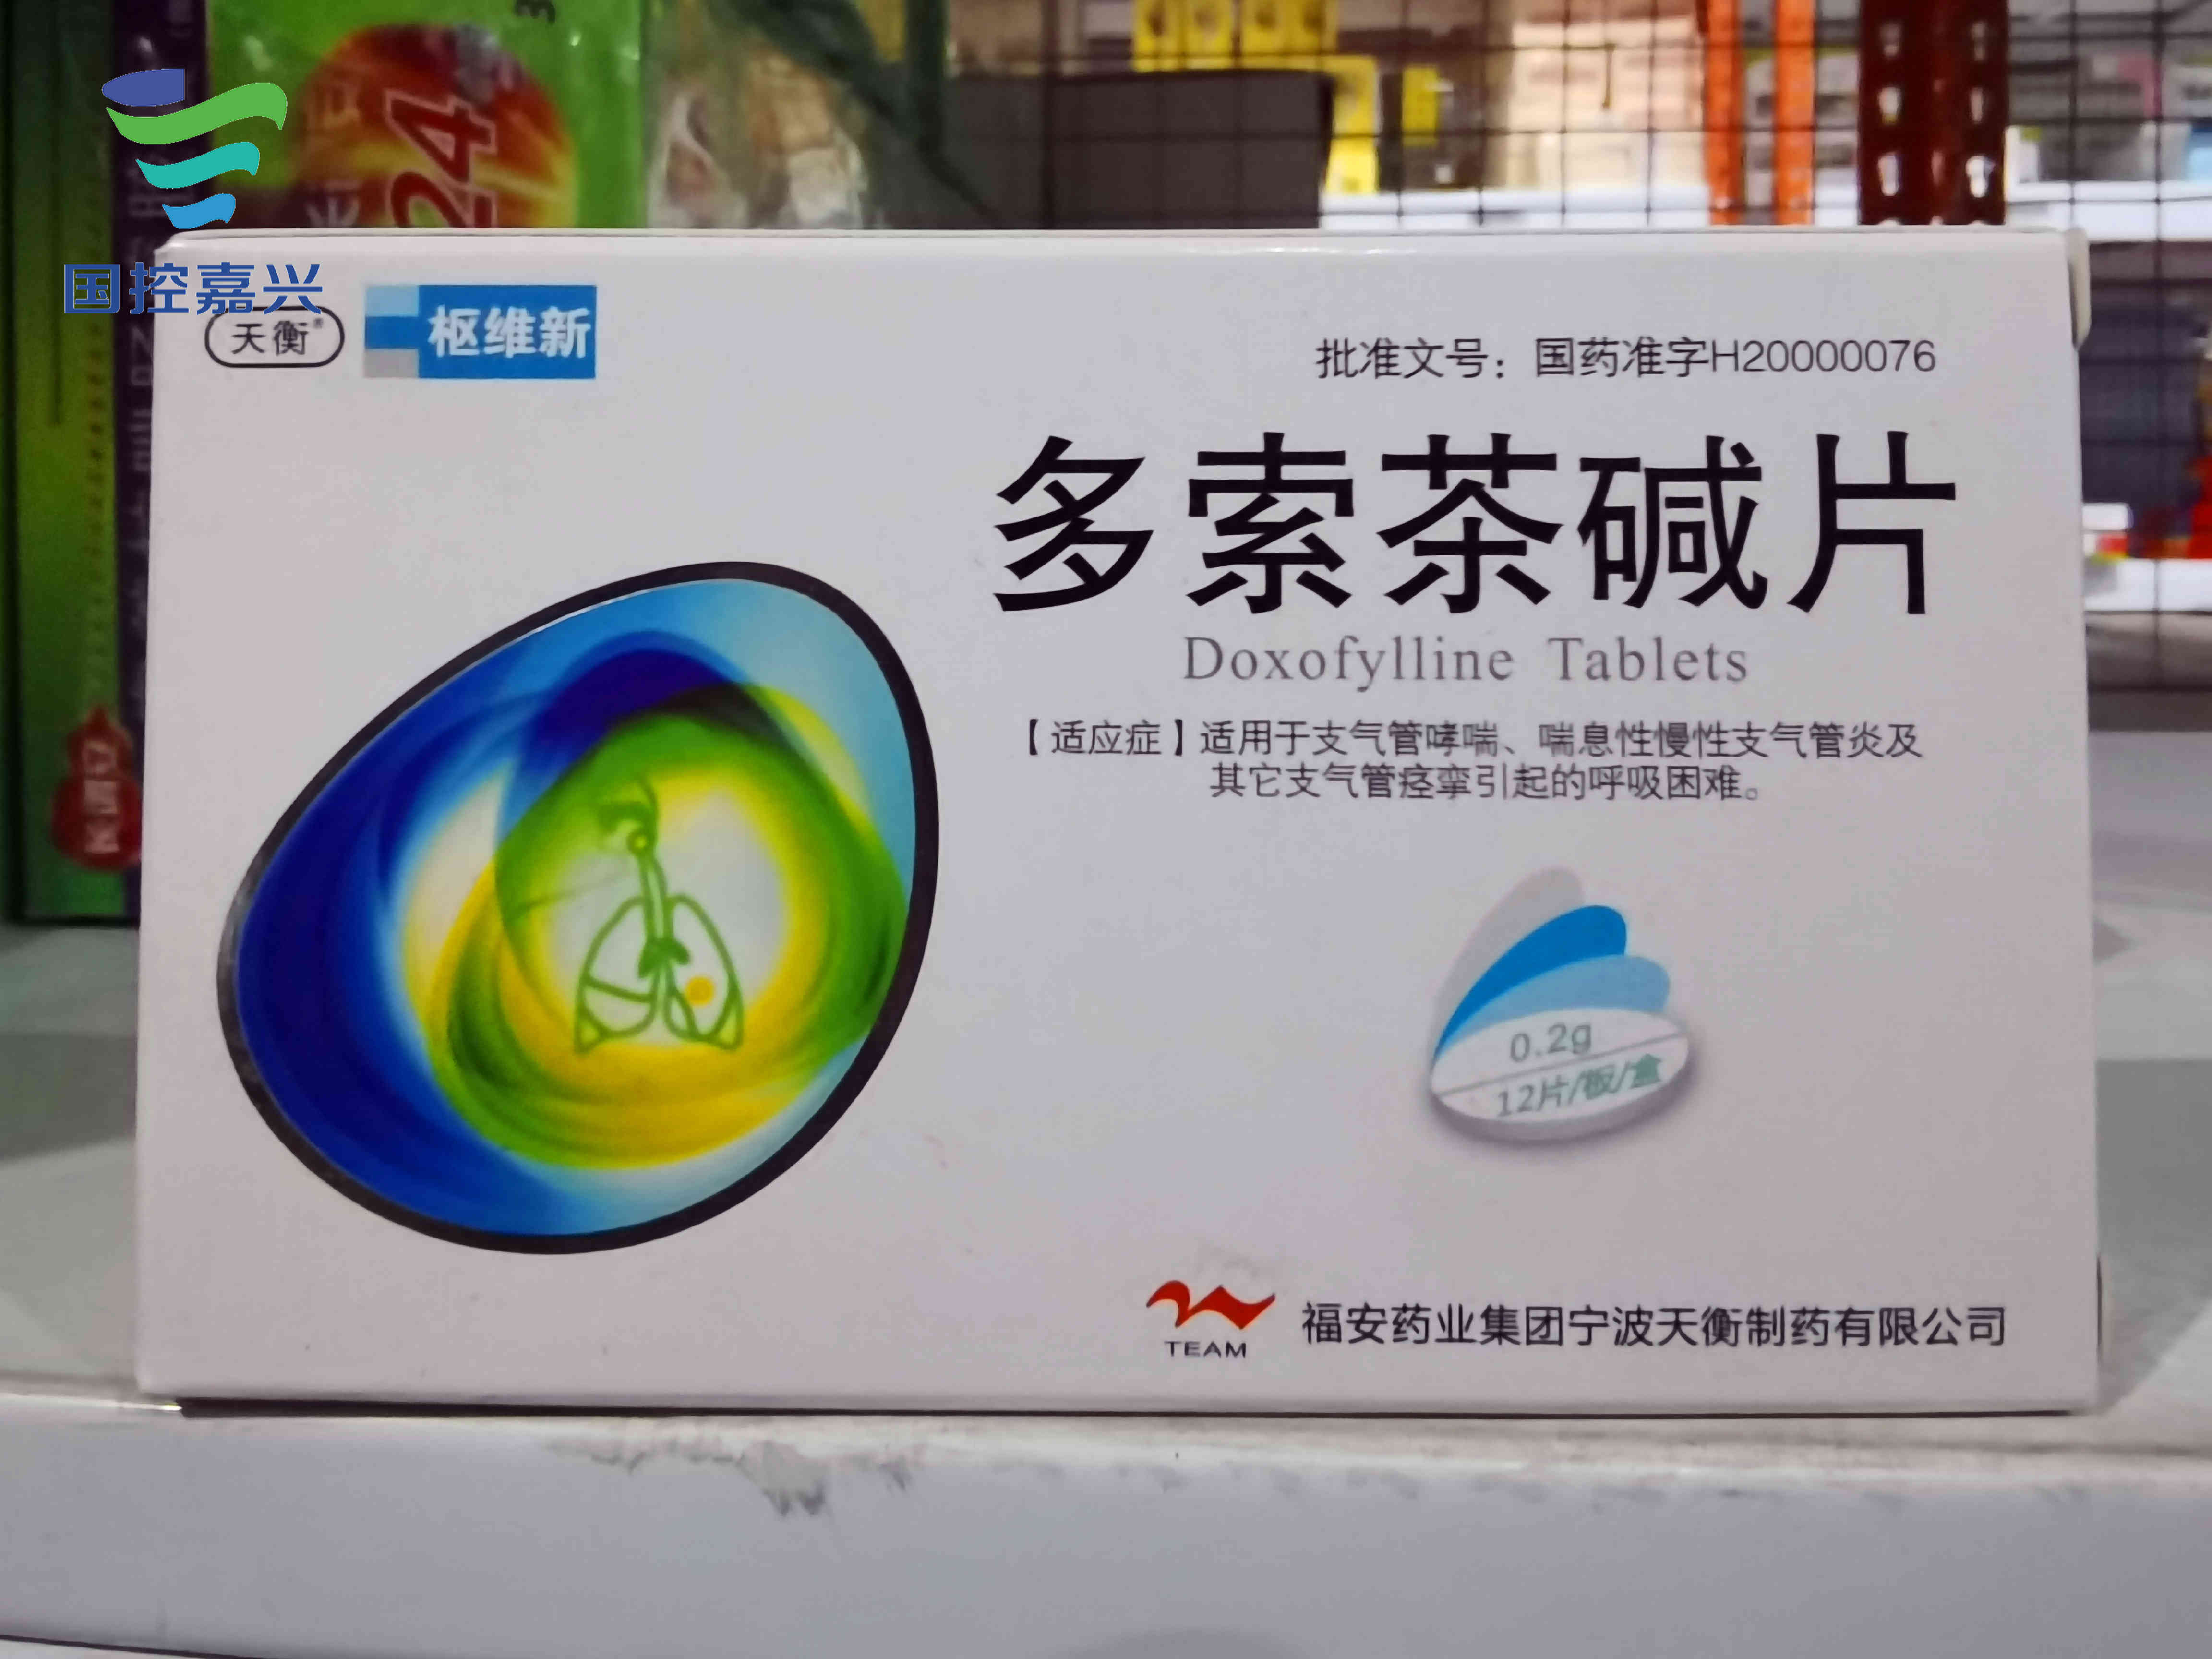 24
国控嘉兴
天衡®
枢维新
批准文号：国药准字H20000076
多索茶碱片
Doxofylline Tablets
【适应症】适用于支气管哮喘、喘息性慢性支气管炎及
其它支气管痉挛引起的呼吸困难。
0.2g
12片/板/盒
TEAM
福安药业集团宁波天衡制药有限公司